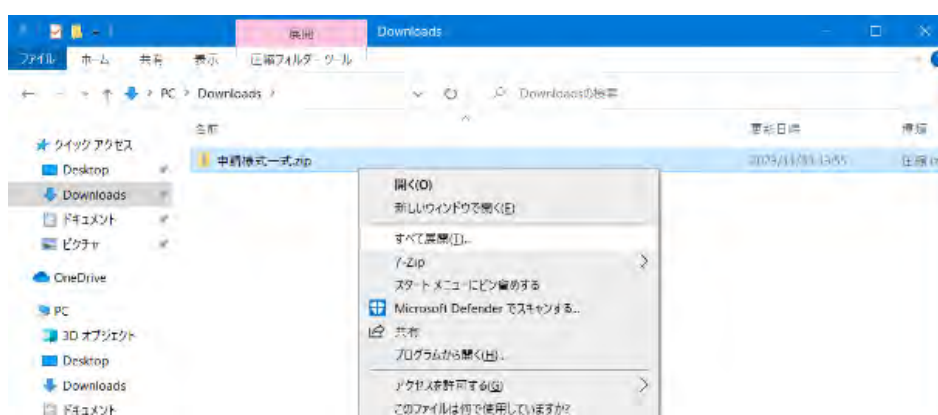 展開
Downloads
ファイル ホーム 共有 表示 圧縮フォルダー ツール
PC Downloads
Downloadsの検索
名前 更新日時 種類
クイック アクセス
申請様式一式.zip
Desktop
Downloads
ドキュメント
ピクチャ
OneDrive
PC
3D オブジェクト
Desktop
Downloads
ドキュメント
開く(O)
新しいウィンドウで開く(E)
すべて展開(T)...
7-Zip
スタート メニューにピン留めする
Microsoft Defender でスキャンする...
共有
プログラムから開く(H)...
アクセスを許可する(G)
このファイルは何で使用していますか?